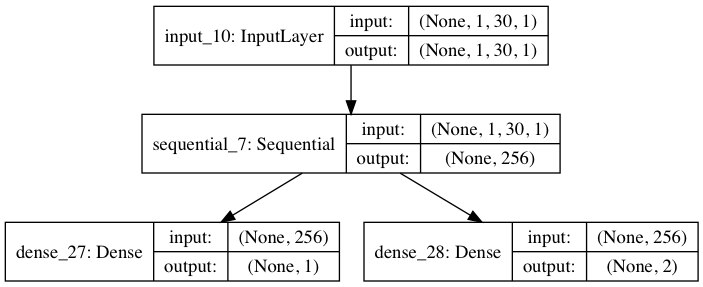 input_10: InputLayer
input: (None, 1, 30, 1)
output: (None, 1, 30, 1)
sequential_7: Sequential
input: (None, 1, 30, 1)
output: (None, 256)
dense_27: Dense
input: (None, 256)
output: (None, 1)
dense_28: Dense
input: (None, 256)
output: (None, 2)